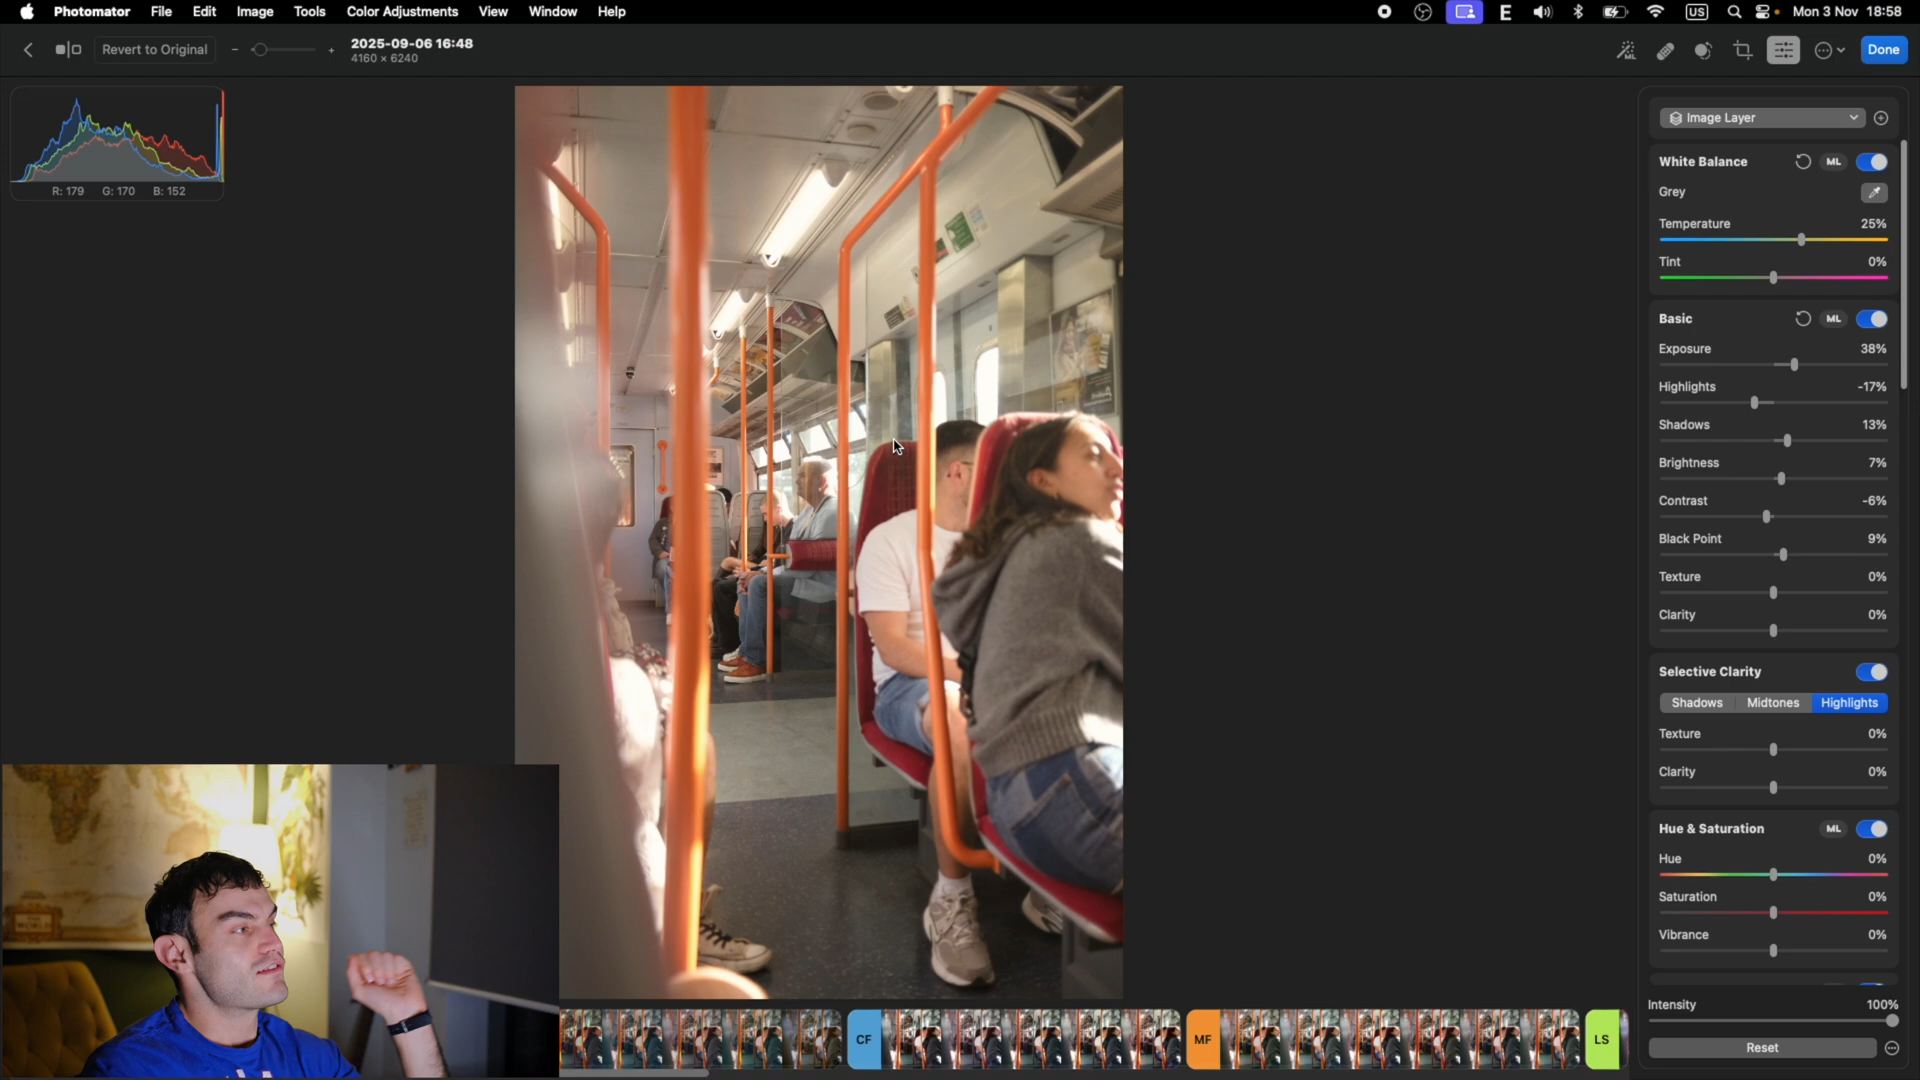 Photomator File Edit Image Tools Color Adjustments View Window Help
E US Mon 3 Nov 18:58
Revert to Original
2025-09-06 16:48
4160 × 6240
ML
Done
R: 179 G: 170 B: 152
Image Layer
White Balance ML
Grey
Temperature 25%
Tint 0%
Basic ML
Exposure 38%
Highlights -17%
Shadows 13%
Brightness 7%
Contrast -6%
Black Point 9%
Texture 0%
Clarity 0%
Selective Clarity
Shadows Midtones Highlights
Texture 0%
Clarity 0%
Hue & Saturation ML
Hue 0%
Saturation 0%
Vibrance 0%
Intensity 100%
Reset
CF MF LS